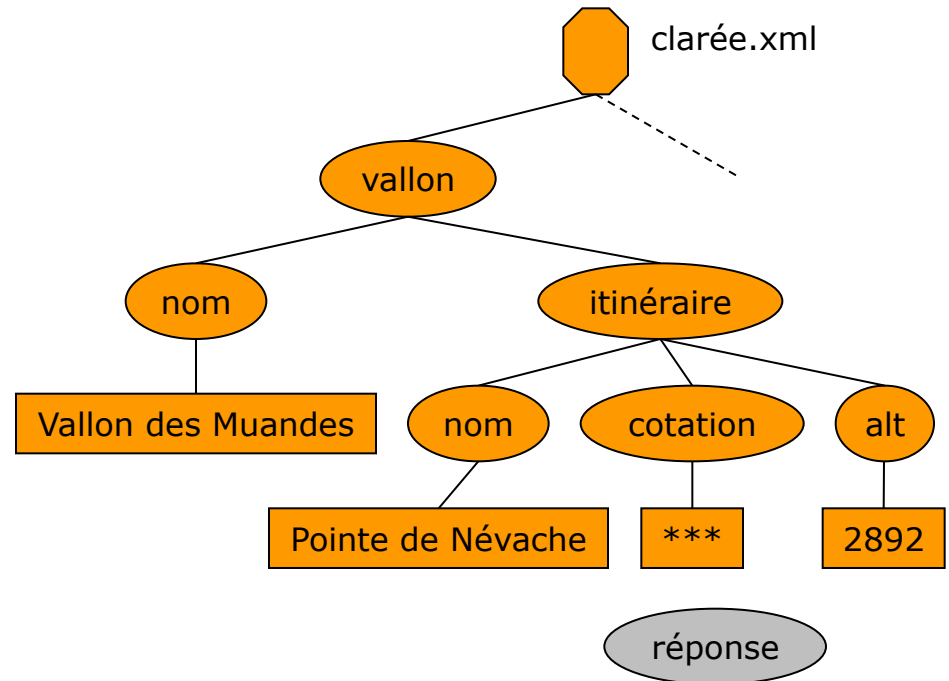 clarée.xml
vallon
nom
itinéraire
Vallon des Muandes
nom
cotation
alt
Pointe de Névache
***
2892
réponse